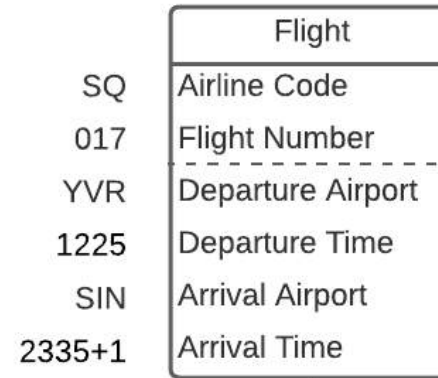 Flight
SQ Airline Code
017 Flight Number
YVR Departure Airport
1225 Departure Time
SIN Arrival Airport
2335+1 Arrival Time